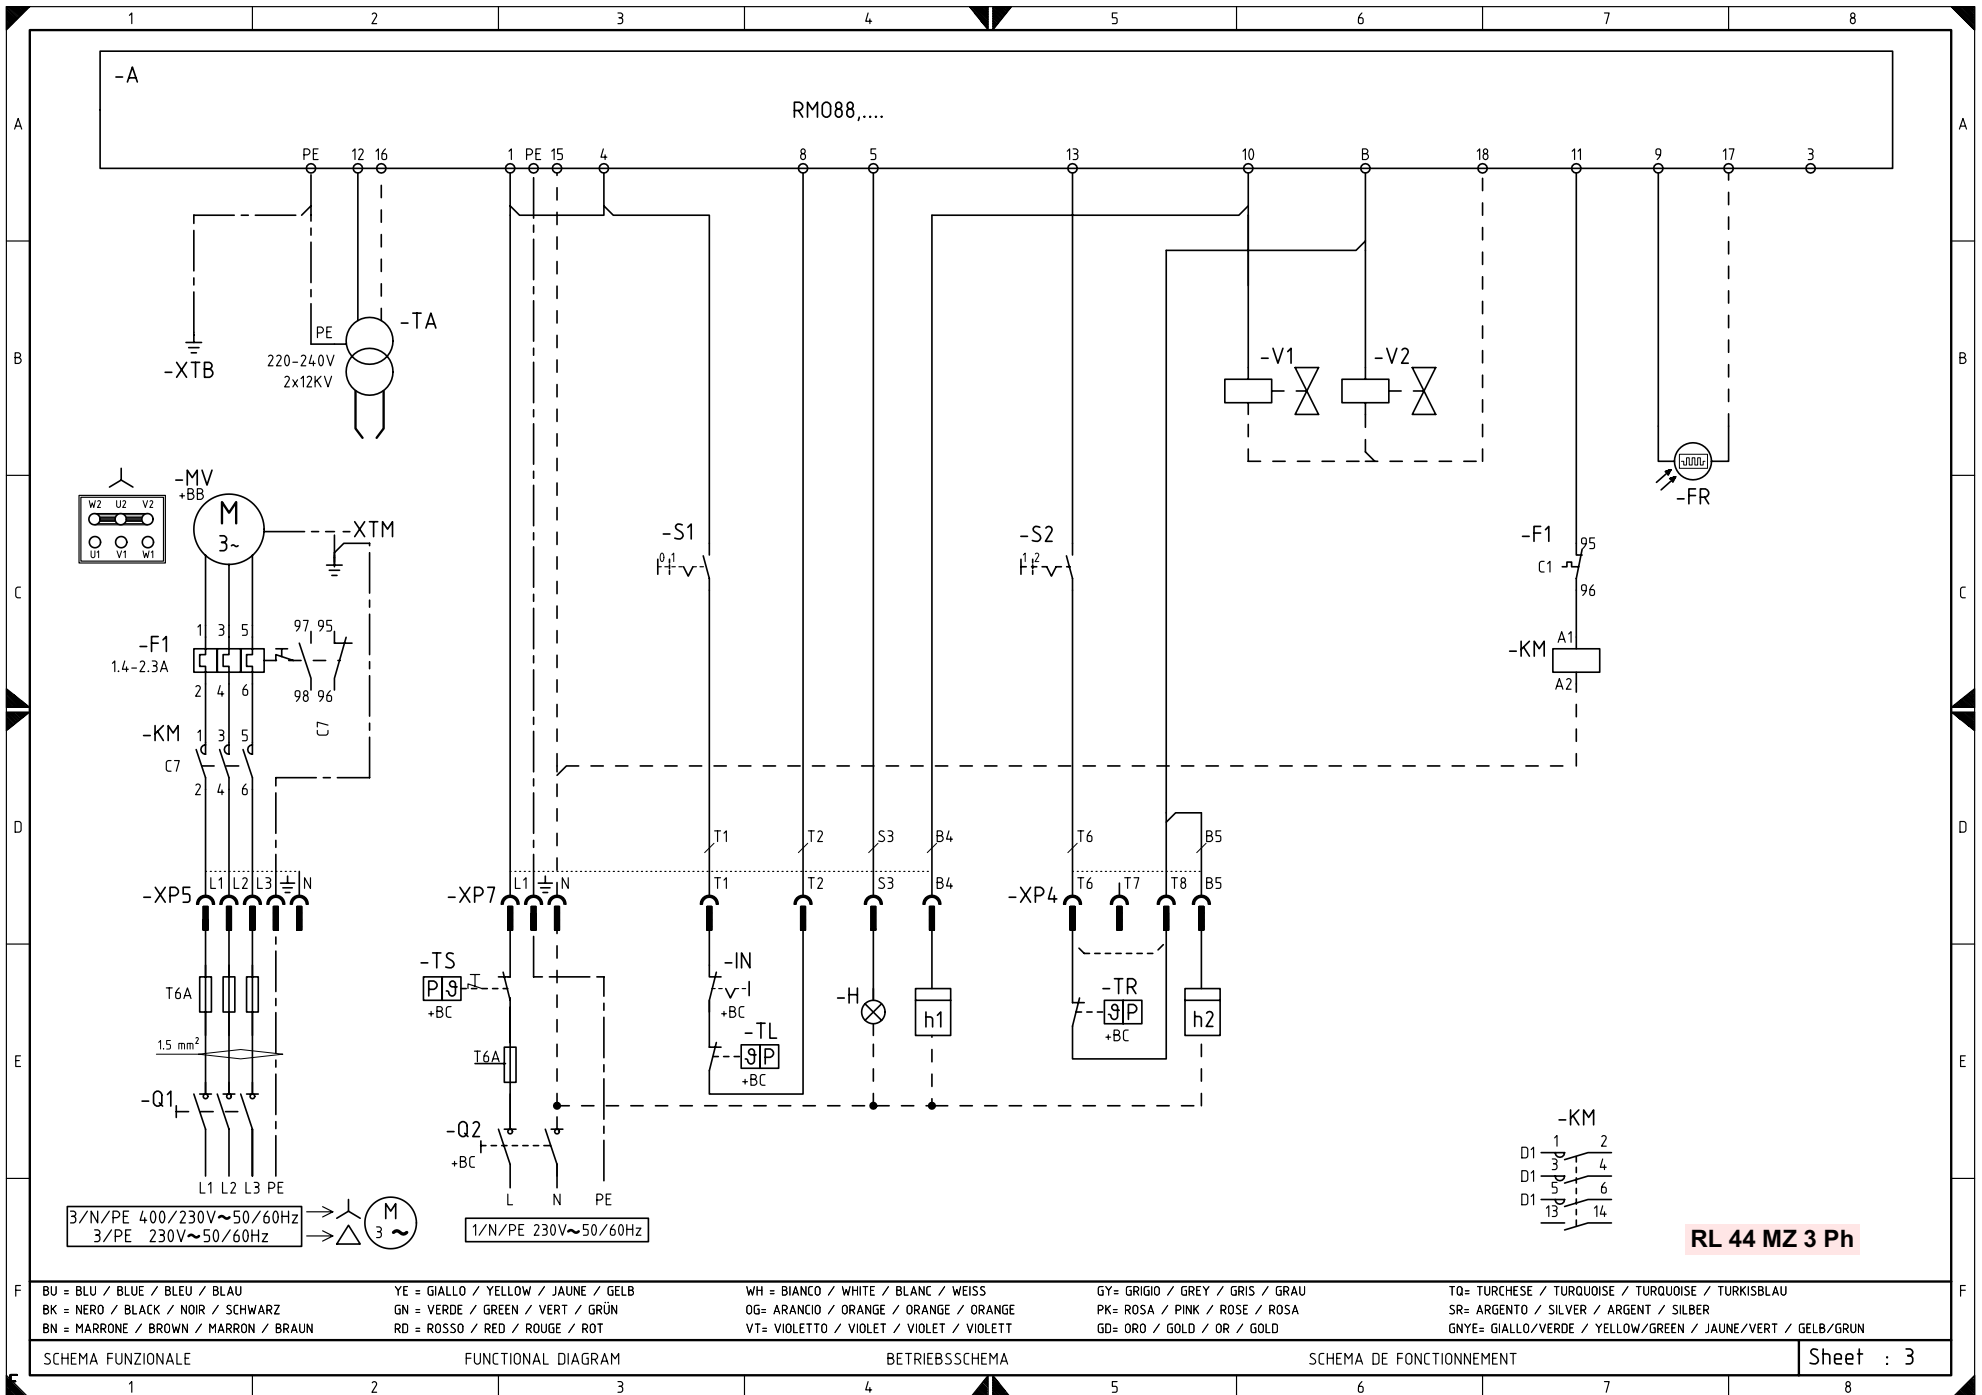 1 2 3 4 5 6 7 8
A A
-A
RMO88,....
PE 12 16 1 PE 15 4 8 5 13 10 B 18 11 9 17 3
-TA
PE
220-240V
2x12KV
-XTB
B B
-V1 -V2
-MV
+BB
M
3~
W2 U2 V2
U1 V1 W1
-XTM
-FR
-S1
0 1
-S2
1 2
-F1
95
C1
96
C C
-F1
1.4-2.3A
1 3 5
2 4 6
97 95
98 96
C7
-KM
A1
A2
-KM
C7
1 3 5
2 4 6
D D
T1 T2 S3 B4 T6 B5
-XP5
L1 L2 L3 N
-XP7
L1 N
T1 T2 S3 B4
-XP4
T6 T7 T8 B5
T6A
1.5 mm²
-Q1
L1 L2 L3 PE
-TS
P ϑ
+BC
T6A
-Q2
+BC
L N PE
-IN
+BC
-TL
ϑ P
+BC
-H
h1
-TR
ϑ P
+BC
h2
E E
-KM
D1 1 2
D1 3 4
D1 5 6
13 14
3/N/PE 400/230V~50/60Hz
3/PE 230V~50/60Hz
M
3 ~
1/N/PE 230V~50/60Hz
RL 44 MZ 3 Ph
F F
BU = BLU / BLUE / BLEU / BLAU
BK = NERO / BLACK / NOIR / SCHWARZ
BN = MARRONE / BROWN / MARRON / BRAUN
YE = GIALLO / YELLOW / JAUNE / GELB
GN = VERDE / GREEN / VERT / GRÜN
RD = ROSSO / RED / ROUGE / ROT
WH = BIANCO / WHITE / BLANC / WEISS
OG= ARANCIO / ORANGE / ORANGE / ORANGE
VT= VIOLETTO / VIOLET / VIOLET / VIOLETT
GY= GRIGIO / GREY / GRIS / GRAU
PK= ROSA / PINK / ROSE / ROSA
GD= ORO / GOLD / OR / GOLD
TQ= TURCHESE / TURQUOISE / TURQUOISE / TURKISBLAU
SR= ARGENTO / SILVER / ARGENT / SILBER
GNYE= GIALLO/VERDE / YELLOW/GREEN / JAUNE/VERT / GELB/GRUN
SCHEMA FUNZIONALE FUNCTIONAL DIAGRAM BETRIEBSSCHEMA SCHEMA DE FONCTIONNEMENT Sheet : 3
1 2 3 4 5 6 7 8